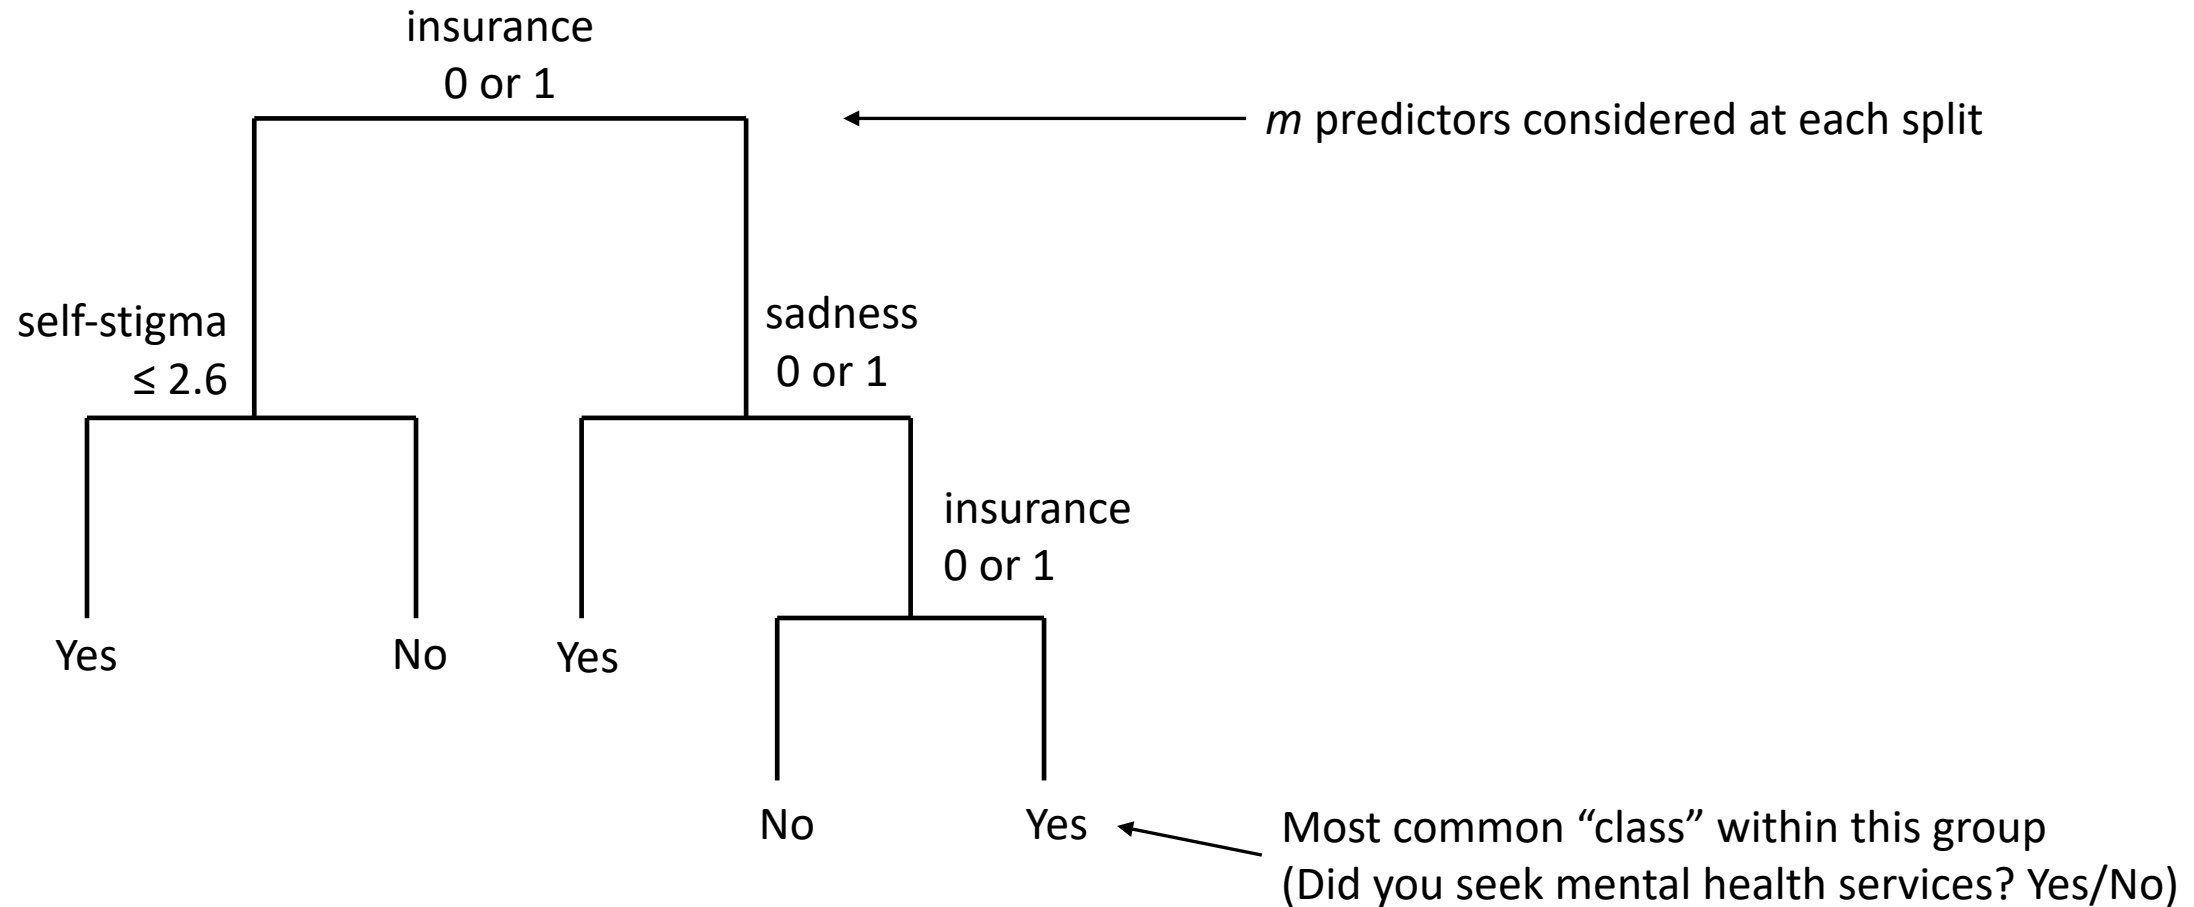 insurance
0 or 1
m predictors considered at each split
self-stigma
≤ 2.6
sadness
0 or 1
insurance
0 or 1
Yes
No
Yes
No
Yes
Most common “class” within this group
(Did you seek mental health services? Yes/No)